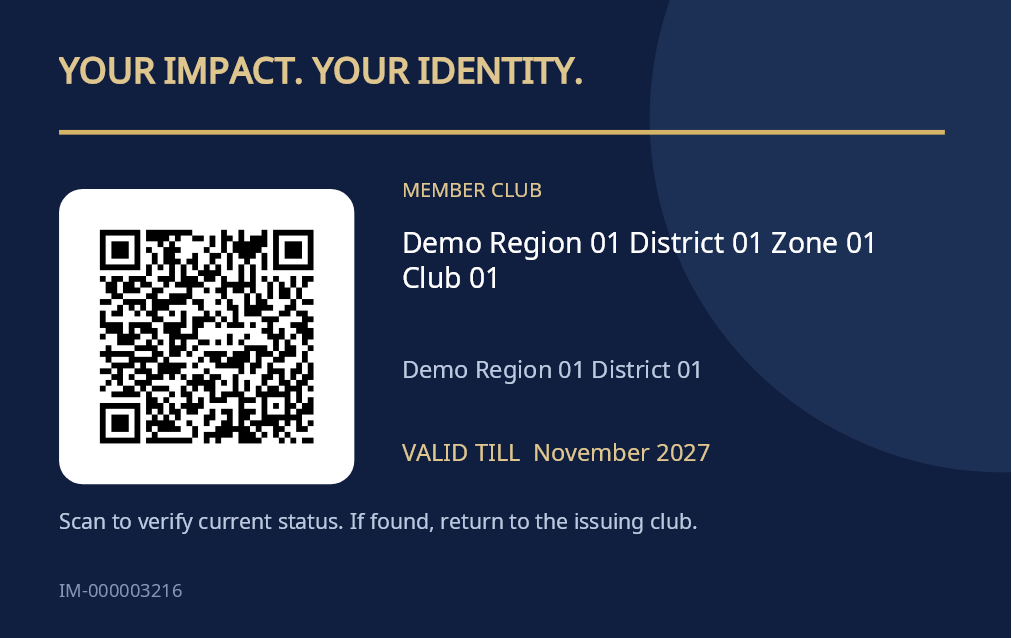 YOUR IMPACT. YOUR IDENTITY.
MEMBER CLUB
Demo Region 01 District 01 Zone 01
Club 01
Demo Region 01 District 01
VALID TILL  November 2027
Scan to verify current status. If found, return to the issuing club.
IM-000003216